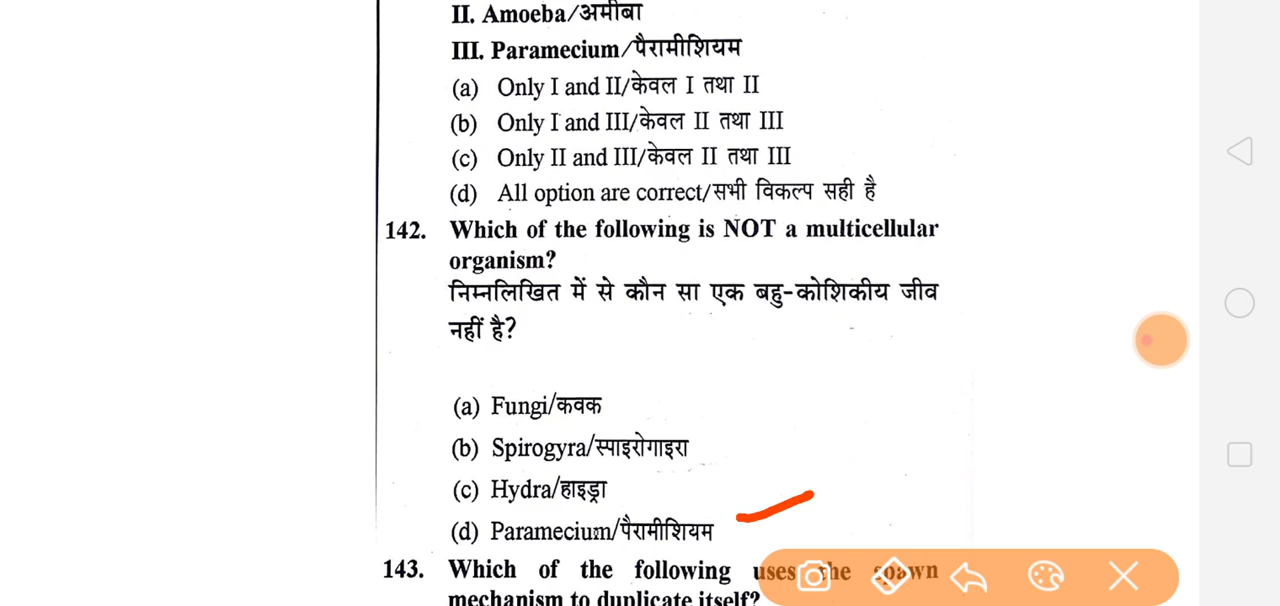 II. Amoeba/अमीबा
III. Paramecium/पैरामीशियम
(a) Only I and II/केवल I तथा II
(b) Only I and III/केवल II तथा III
(c) Only II and III/केवल II तथा III
(d) All option are correct/सभी विकल्प सही है
142. Which of the following is NOT a multicellular
organism?
निम्नलिखित में से कौन सा एक बहु-कोशिकीय जीव
नहीं है?
(a) Fungi/कवक
(b) Spirogyra/स्पाइरोगाइरा
(c) Hydra/हाइड्रा
(d) Paramecium/पैरामीशियम
143. Which of the following uses the spawn
mechanism to duplicate itself?